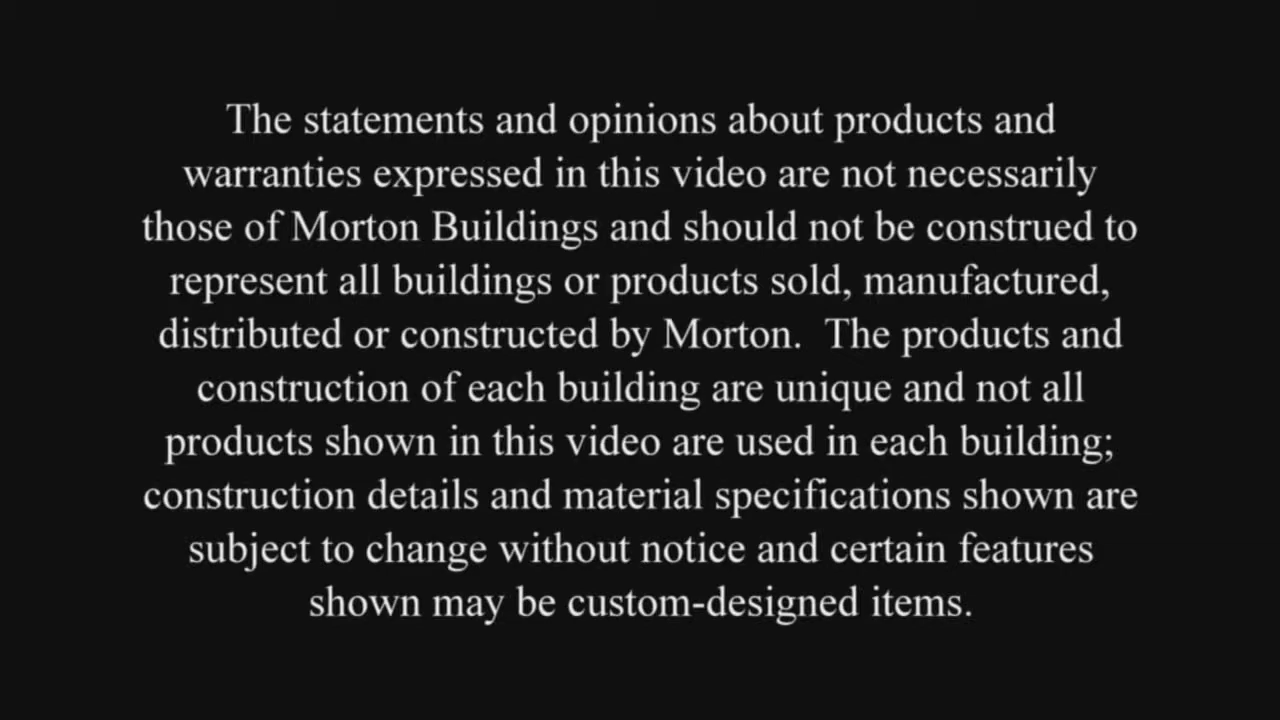 The statements and opinions about products and
warranties expressed in this video are not necessarily
those of Morton Buildings and should not be construed to
represent all buildings or products sold, manufactured,
distributed or constructed by Morton.  The products and
construction of each building are unique and not all
products shown in this video are used in each building;
construction details and material specifications shown are
subject to change without notice and certain features
shown may be custom-designed items.